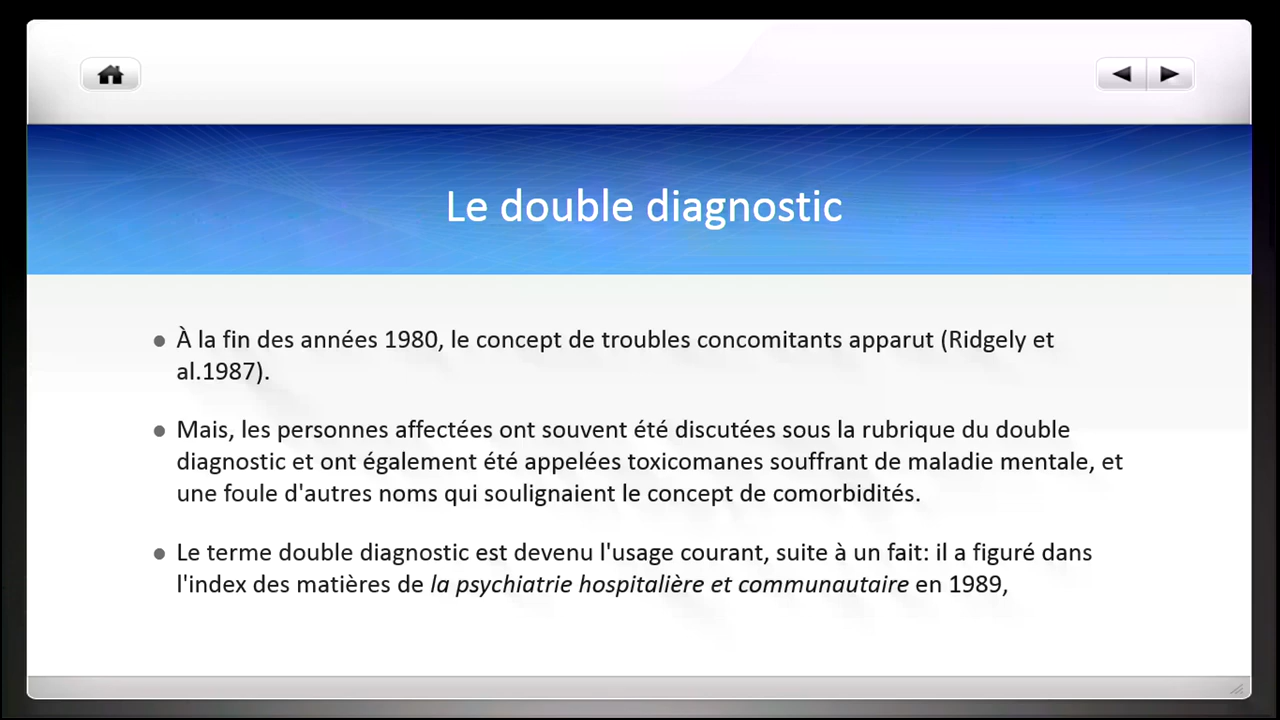 Le double diagnostic
À la fin des années 1980, le concept de troubles concomitants apparut (Ridgely et
al.1987).
Mais, les personnes affectées ont souvent été discutées sous la rubrique du double
diagnostic et ont également été appelées toxicomanes souffrant de maladie mentale, et
une foule d'autres noms qui soulignaient le concept de comorbidités.
Le terme double diagnostic est devenu l'usage courant, suite à un fait: il a figuré dans
l'index des matières de la psychiatrie hospitalière et communautaire en 1989,